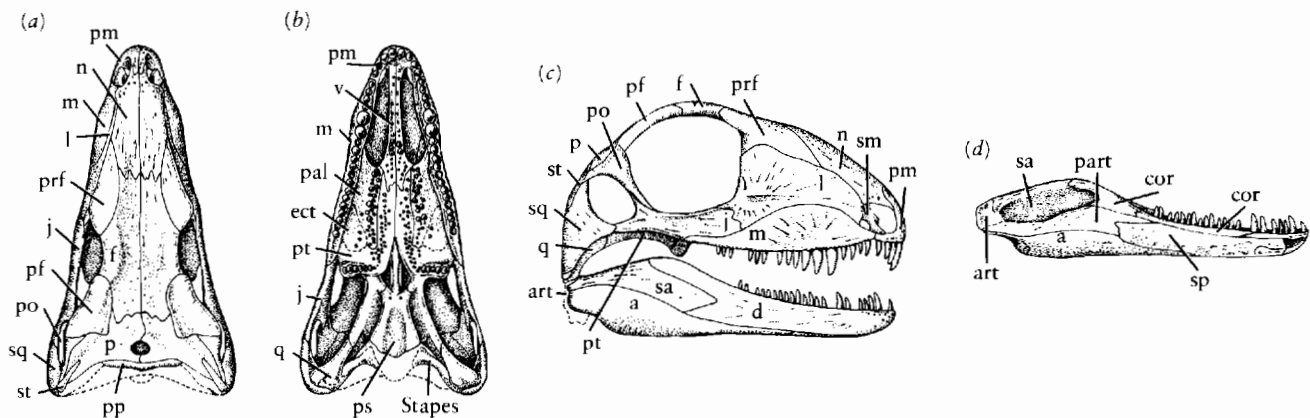 (a)
pm
n
m
l
prf
j
f
pf
po
p
sq
st
pp
(b)
pm
v
m
pal
ect
pt
j
q
ps
Stapes
(c)
pf
f
prf
po
p
n
sm
st
pm
l
sq
j
m
q
sa
art
a
d
pt
(d)
sa
part
cor
cor
a
art
sp